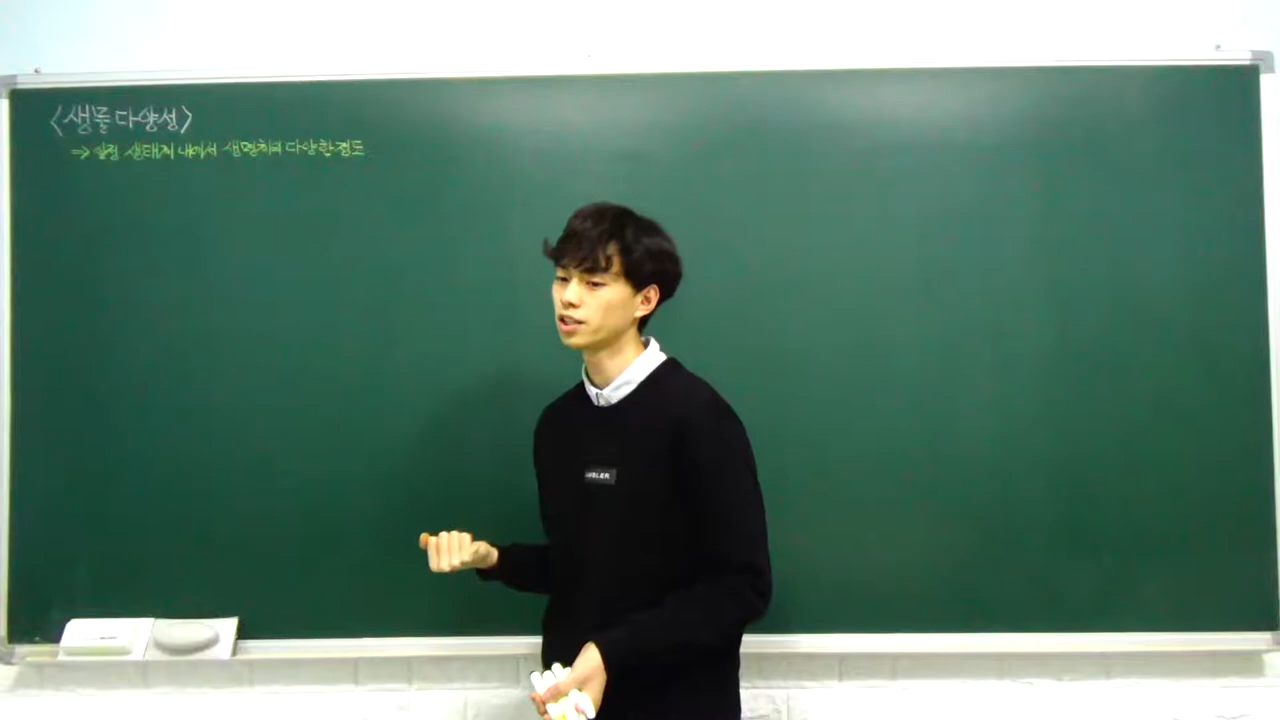 <생물 다양성>
⇒ 일정 생태계 내에서 생명체의 다양한 정도